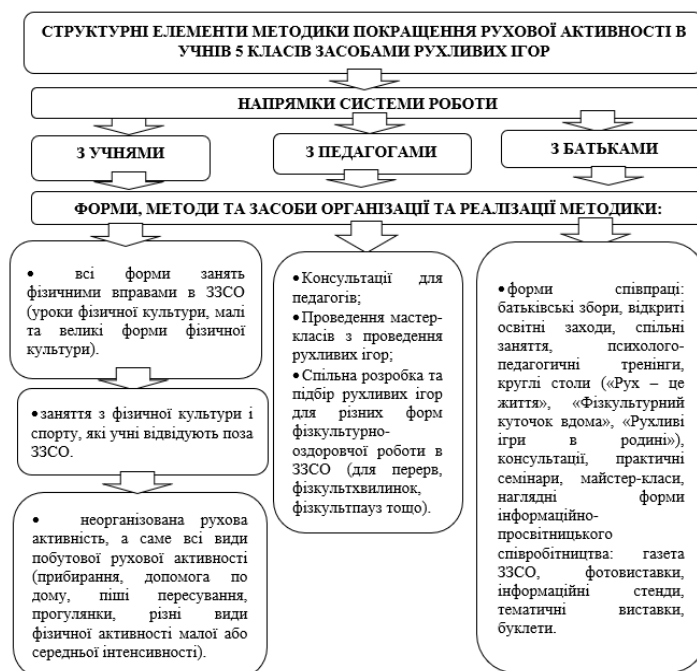 СТРУКТУРНІ ЕЛЕМЕНТИ МЕТОДИКИ ПОКРАЩЕННЯ РУХОВОЇ АКТИВНОСТІ В
УЧНІВ 5 КЛАСІВ ЗАСОБАМИ РУХЛИВИХ ІГОР
НАПРЯМКИ СИСТЕМИ РОБОТИ
З УЧНЯМИ
З ПЕДАГОГАМИ
З БАТЬКАМИ
ФОРМИ, МЕТОДИ ТА ЗАСОБИ ОРГАНІЗАЦІЇ ТА РЕАЛІЗАЦІЇ МЕТОДИКИ:
• всі форми занять
фізичними вправами в ЗЗСО
(уроки фізичної культури, малі
та великі форми фізичної
культури).
•заняття з фізичної культури і
спорту, які учні відвідують поза
ЗЗСО.
• неорганізована рухова
активність, а саме всі види
побутової рухової активності
(прибирання, допомога по
дому, піші пересування,
прогулянки, різні види
фізичної активності малої або
середньої інтенсивності).
•Консультації для
педагогів;
•Проведення мастер-
класів з проведення
рухливих ігор;
•Спільна розробка та
підбір рухливих ігор
для різних форм
фізкультурно-
оздоровчої роботи в
ЗЗСО (для перерв,
фізкультхвилинок,
фізкультпауз тощо).
•форми співпраці:
батьківські збори, відкриті
освітні заходи, спільні
заняття, психолого-
педагогичні тренінги,
круглі столи («Рух – це
життя», «Фізкультурний
куточок вдома», «Рухливі
ігри в родині»),
консультації, практичні
семінари, майстер-класи,
наглядні форми
інформаційно-
просвітницького
співробітництва: газета
ЗЗСО, фотовиставки,
інформаційні стенди,
тематичні виставки,
буклети.